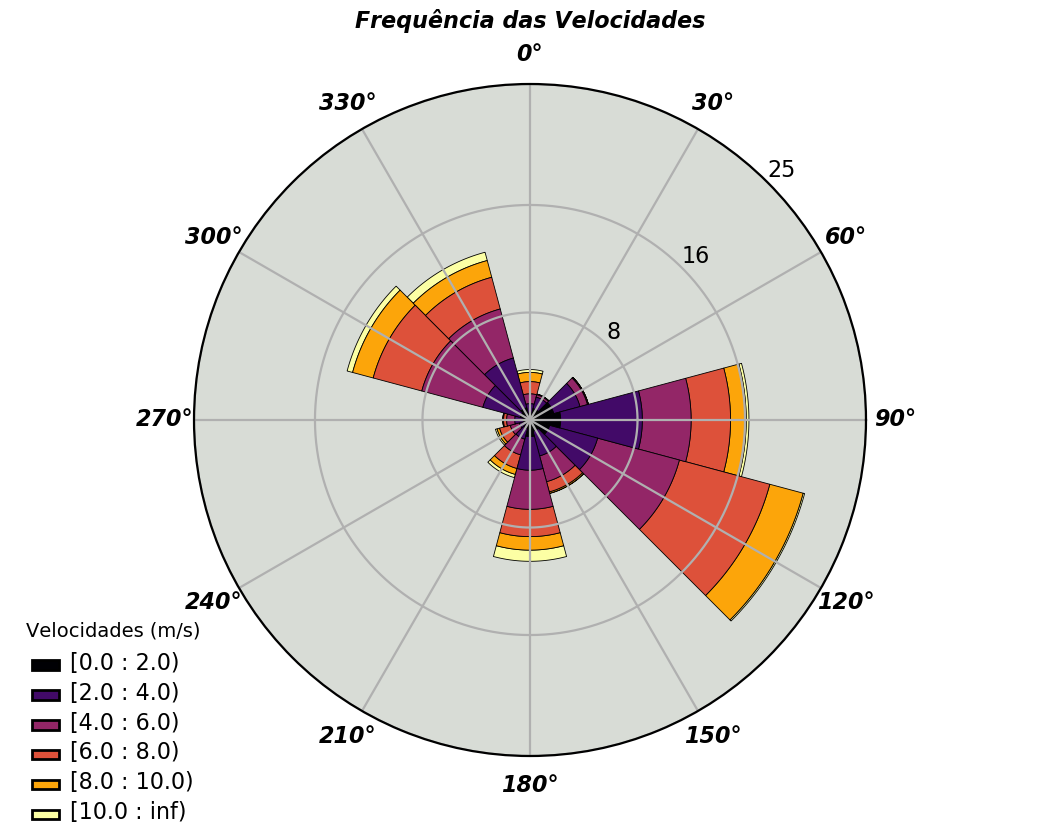 Frequência das Velocidades
0°
330°
30°
25
300°
60°
16
8
270°
90°
240°
120°
210°
150°
180°
Velocidades (m/s)
[0.0 : 2.0)
[2.0 : 4.0)
[4.0 : 6.0)
[6.0 : 8.0)
[8.0 : 10.0)
[10.0 : inf)